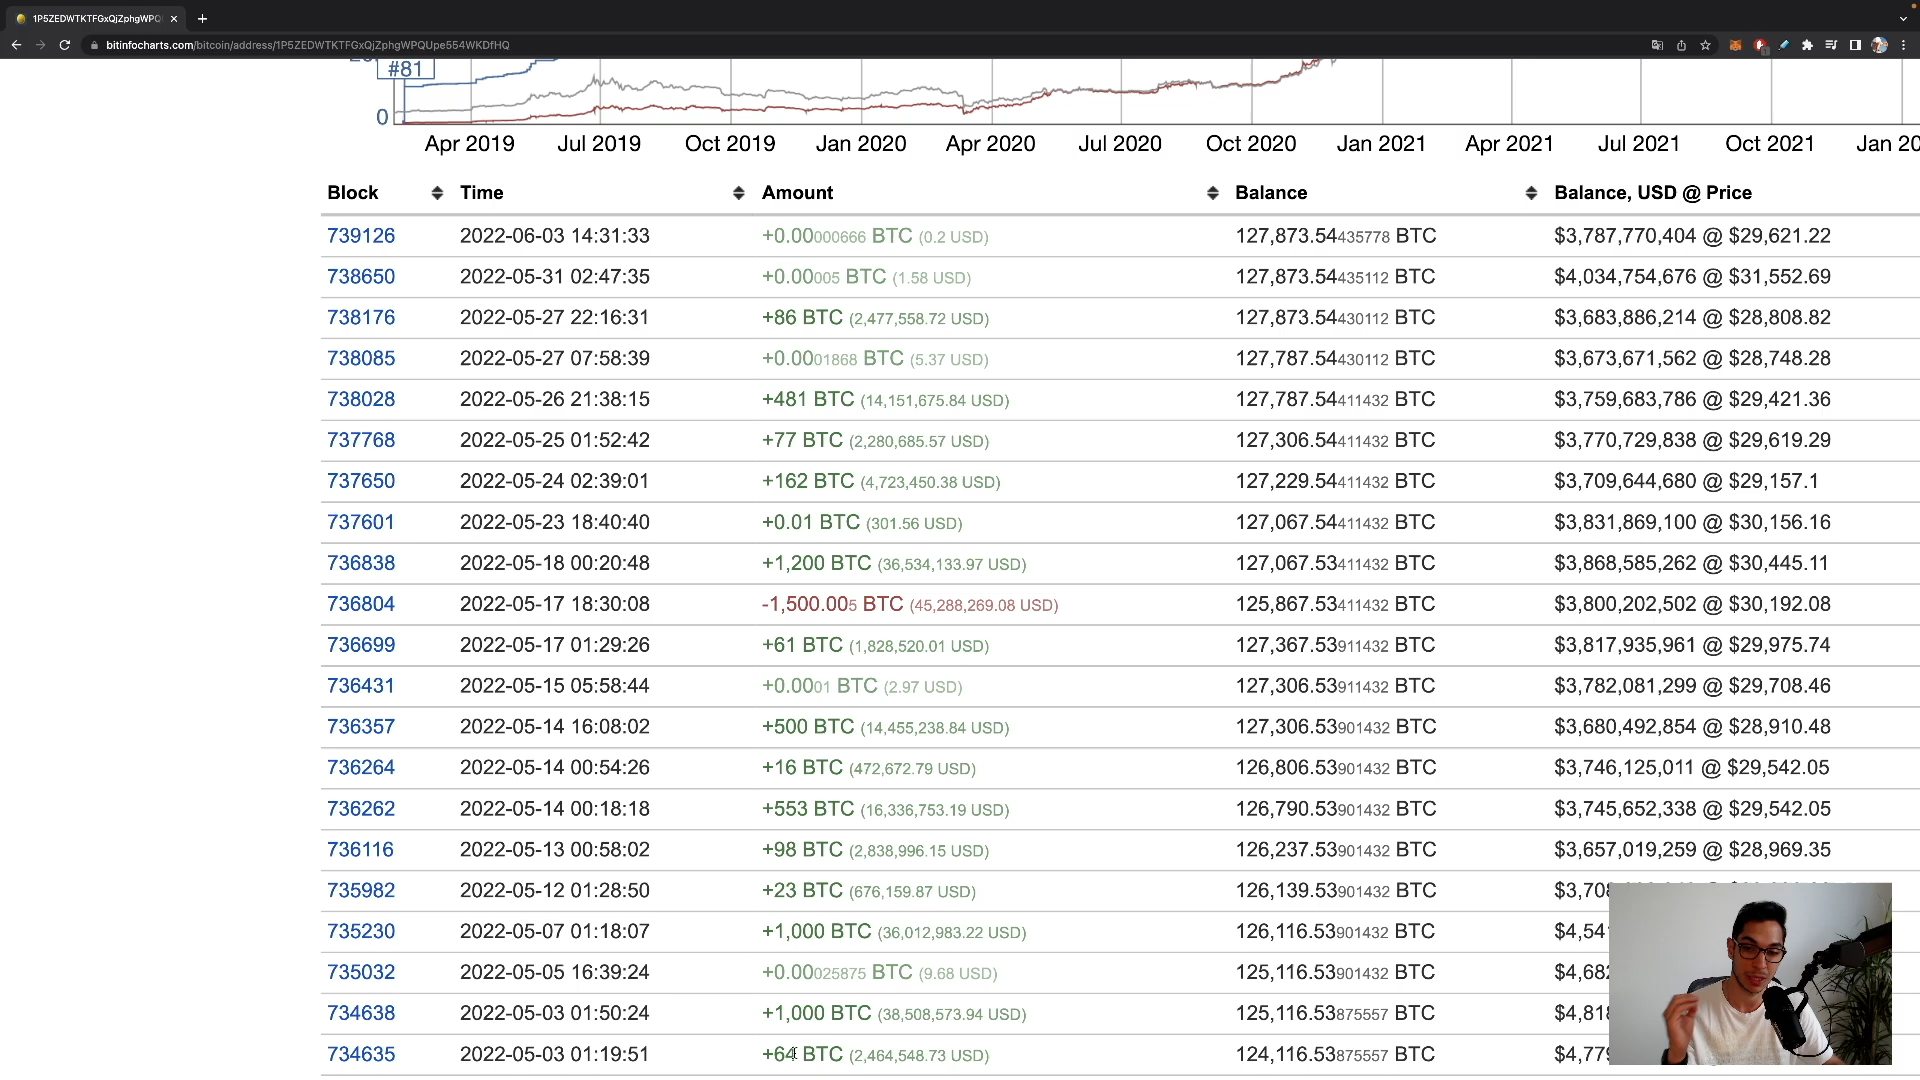 1P5ZEDWTKTFGxQjZphgWPQ
bitinfocharts.com/bitcoin/address/1P5ZEDWTKTFGxQjZphgWPQUpe554WKDfHQ
#81
0
Apr 2019 Jul 2019 Oct 2019 Jan 2020 Apr 2020 Jul 2020 Oct 2020 Jan 2021 Apr 2021 Jul 2021 Oct 2021 Jan 20
Block Time Amount Balance Balance, USD @ Price
739126 2022-06-03 14:31:33 +0.00000666 BTC (0.2 USD) 127,873.54435778 BTC $3,787,770,404 @ $29,621.22
738650 2022-05-31 02:47:35 +0.00005 BTC (1.58 USD) 127,873.54435112 BTC $4,034,754,676 @ $31,552.69
738176 2022-05-27 22:16:31 +86 BTC (2,477,558.72 USD) 127,873.54430112 BTC $3,683,886,214 @ $28,808.82
738085 2022-05-27 07:58:39 +0.0001868 BTC (5.37 USD) 127,787.54430112 BTC $3,673,671,562 @ $28,748.28
738028 2022-05-26 21:38:15 +481 BTC (14,151,675.84 USD) 127,787.54411432 BTC $3,759,683,786 @ $29,421.36
737768 2022-05-25 01:52:42 +77 BTC (2,280,685.57 USD) 127,306.54411432 BTC $3,770,729,838 @ $29,619.29
737650 2022-05-24 02:39:01 +162 BTC (4,723,450.38 USD) 127,229.54411432 BTC $3,709,644,680 @ $29,157.1
737601 2022-05-23 18:40:40 +0.01 BTC (301.56 USD) 127,067.54411432 BTC $3,831,869,100 @ $30,156.16
736838 2022-05-18 00:20:48 +1,200 BTC (36,534,133.97 USD) 127,067.53411432 BTC $3,868,585,262 @ $30,445.11
736804 2022-05-17 18:30:08 -1,500.005 BTC (45,288,269.08 USD) 125,867.53411432 BTC $3,800,202,502 @ $30,192.08
736699 2022-05-17 01:29:26 +61 BTC (1,828,520.01 USD) 127,367.53911432 BTC $3,817,935,961 @ $29,975.74
736431 2022-05-15 05:58:44 +0.0001 BTC (2.97 USD) 127,306.53911432 BTC $3,782,081,299 @ $29,708.46
736357 2022-05-14 16:08:02 +500 BTC (14,455,238.84 USD) 127,306.53901432 BTC $3,680,492,854 @ $28,910.48
736264 2022-05-14 00:54:26 +16 BTC (472,672.79 USD) 126,806.53901432 BTC $3,746,125,011 @ $29,542.05
736262 2022-05-14 00:18:18 +553 BTC (16,336,753.19 USD) 126,790.53901432 BTC $3,745,652,338 @ $29,542.05
736116 2022-05-13 00:58:02 +98 BTC (2,838,996.15 USD) 126,237.53901432 BTC $3,657,019,259 @ $28,969.35
735982 2022-05-12 01:28:50 +23 BTC (676,159.87 USD) 126,139.53901432 BTC $3,708
735230 2022-05-07 01:18:07 +1,000 BTC (36,012,983.22 USD) 126,116.53901432 BTC $4,541
735032 2022-05-05 16:39:24 +0.00025875 BTC (9.68 USD) 125,116.53901432 BTC $4,682
734638 2022-05-03 01:50:24 +1,000 BTC (38,508,573.94 USD) 125,116.53875557 BTC $4,818
734635 2022-05-03 01:19:51 +64 BTC (2,464,548.73 USD) 124,116.53875557 BTC $4,779